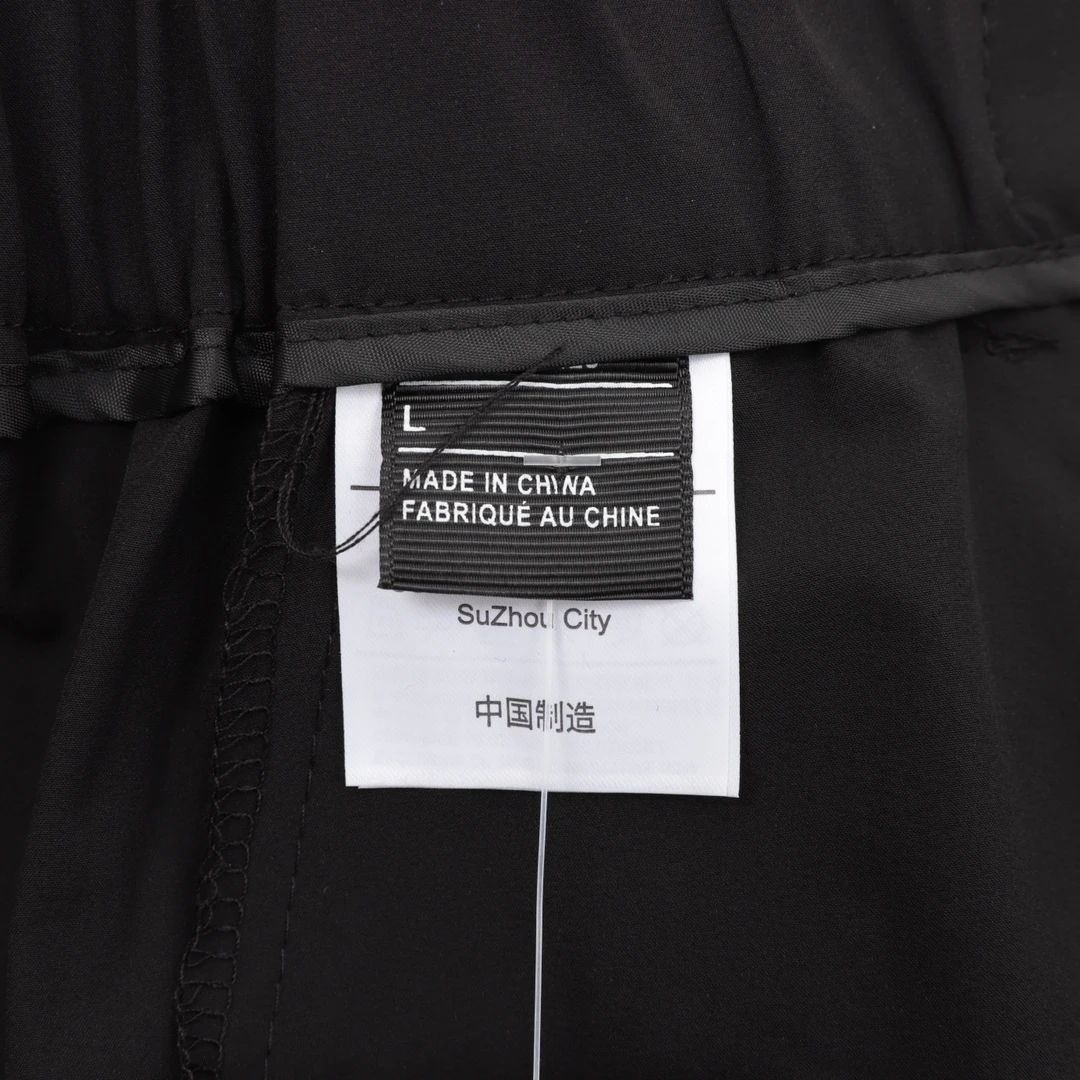 L
MADE IN CHINA
FABRIQUÉ AU CHINE
SuZhou City
中国制造